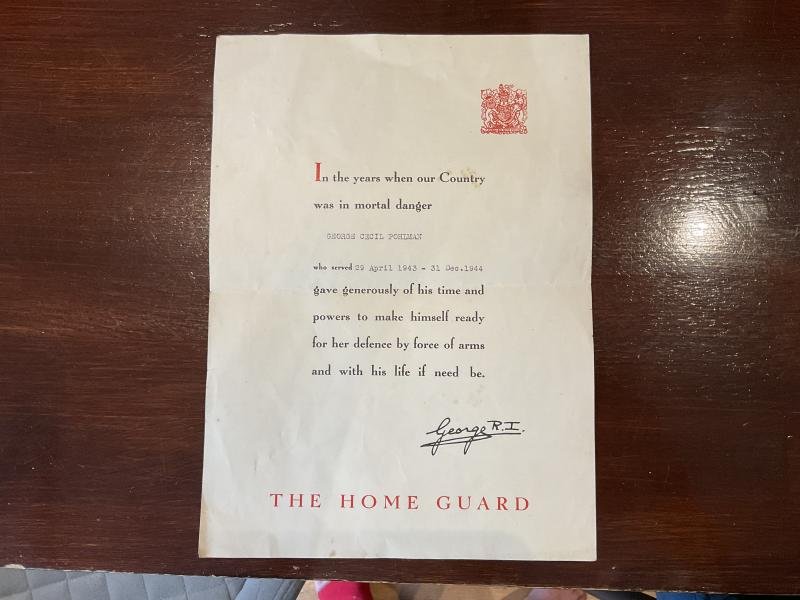 In the years when our Country
was in mortal danger
GEORGE CECIL POHLMAN
who served 29 April 1943 - 31 Dec.1944
gave generously of his time and
powers to make himself ready
for her defence by force of arms
and with his life if need be.
George R.I.
THE HOME GUARD